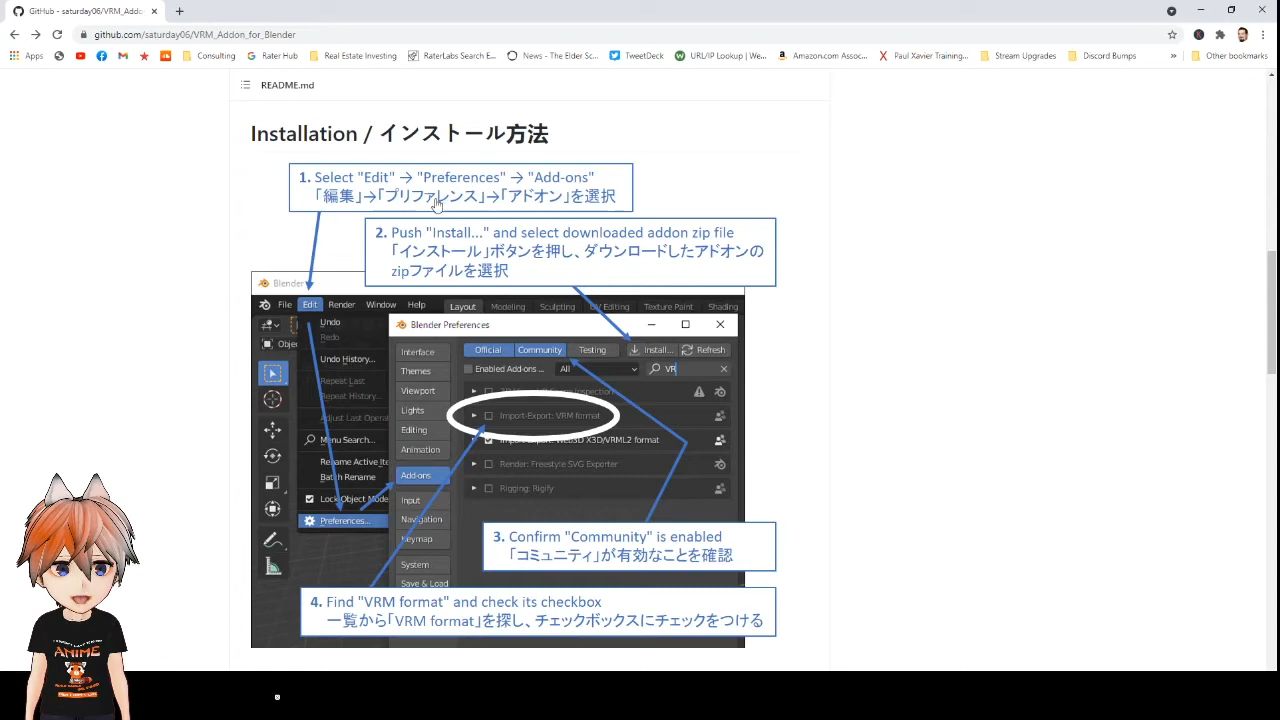 GitHub - saturday06/VRM_Addo
github.com/saturday06/VRM_Addon_for_Blender
Apps
Consulting
Rater Hub
Real Estate Investing
RaterLabs Search E...
News - The Elder Sc...
TweetDeck
URL/IP Lookup | We...
Amazon.com Assoc...
Paul Xavier Training...
Stream Upgrades
Discord Bumps
Other bookmarks
README.md
Installation / インストール方法
1. Select "Edit" → "Preferences" → "Add-ons"
「編集」→「プリファレンス」→「アドオン」を選択
2. Push "Install..." and select downloaded addon zip file
「インストール」ボタンを押し、ダウンロードしたアドオンの
zipファイルを選択
Blender
File Edit Render Window Help Layout Modeling Sculpting UV Editing Texture Paint Shading
Undo
Redo
Undo History...
Repeat Last
Repeat History...
Adjust Last Opera
Menu Search...
Rename Active Ite
Batch Rename
Lock Object Mode
Preferences...
Obje
Blender Preferences
Interface
Themes
Viewport
Lights
Editing
Animation
Add-ons
Input
Navigation
Keymap
System
Save & Load
Official Community Testing Install... Refresh
Enabled Add-ons ... All VR
Import-Export: VRM format
Import-Export: Web3D X3D/VRML2 format
Render: Freestyle SVG Exporter
Rigging: Rigify
3. Confirm "Community" is enabled
「コミュニティ」が有効なことを確認
4. Find "VRM format" and check its checkbox
一覧から「VRM format」を探し、チェックボックスにチェックをつける
ANIME